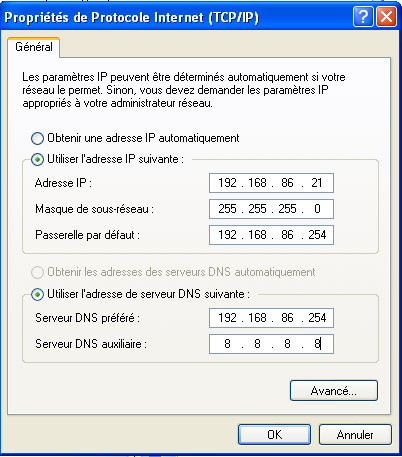 Propriétés de Protocole Internet (TCP/IP)
Général
Les paramètres IP peuvent être déterminés automatiquement si votre
réseau le permet. Sinon, vous devez demander les paramètres IP
appropriés à votre administrateur réseau.
Obtenir une adresse IP automatiquement
Utiliser l'adresse IP suivante :
Adresse IP : 192 . 168 . 86 . 21
Masque de sous-réseau : 255 . 255 . 255 . 0
Passerelle par défaut : 192 . 168 . 86 . 254
Obtenir les adresses des serveurs DNS automatiquement
Utiliser l'adresse de serveur DNS suivante :
Serveur DNS préféré : 192 . 168 . 86 . 254
Serveur DNS auxiliaire : 8 . 8 . 8 . 8
Avancé...
OK Annuler